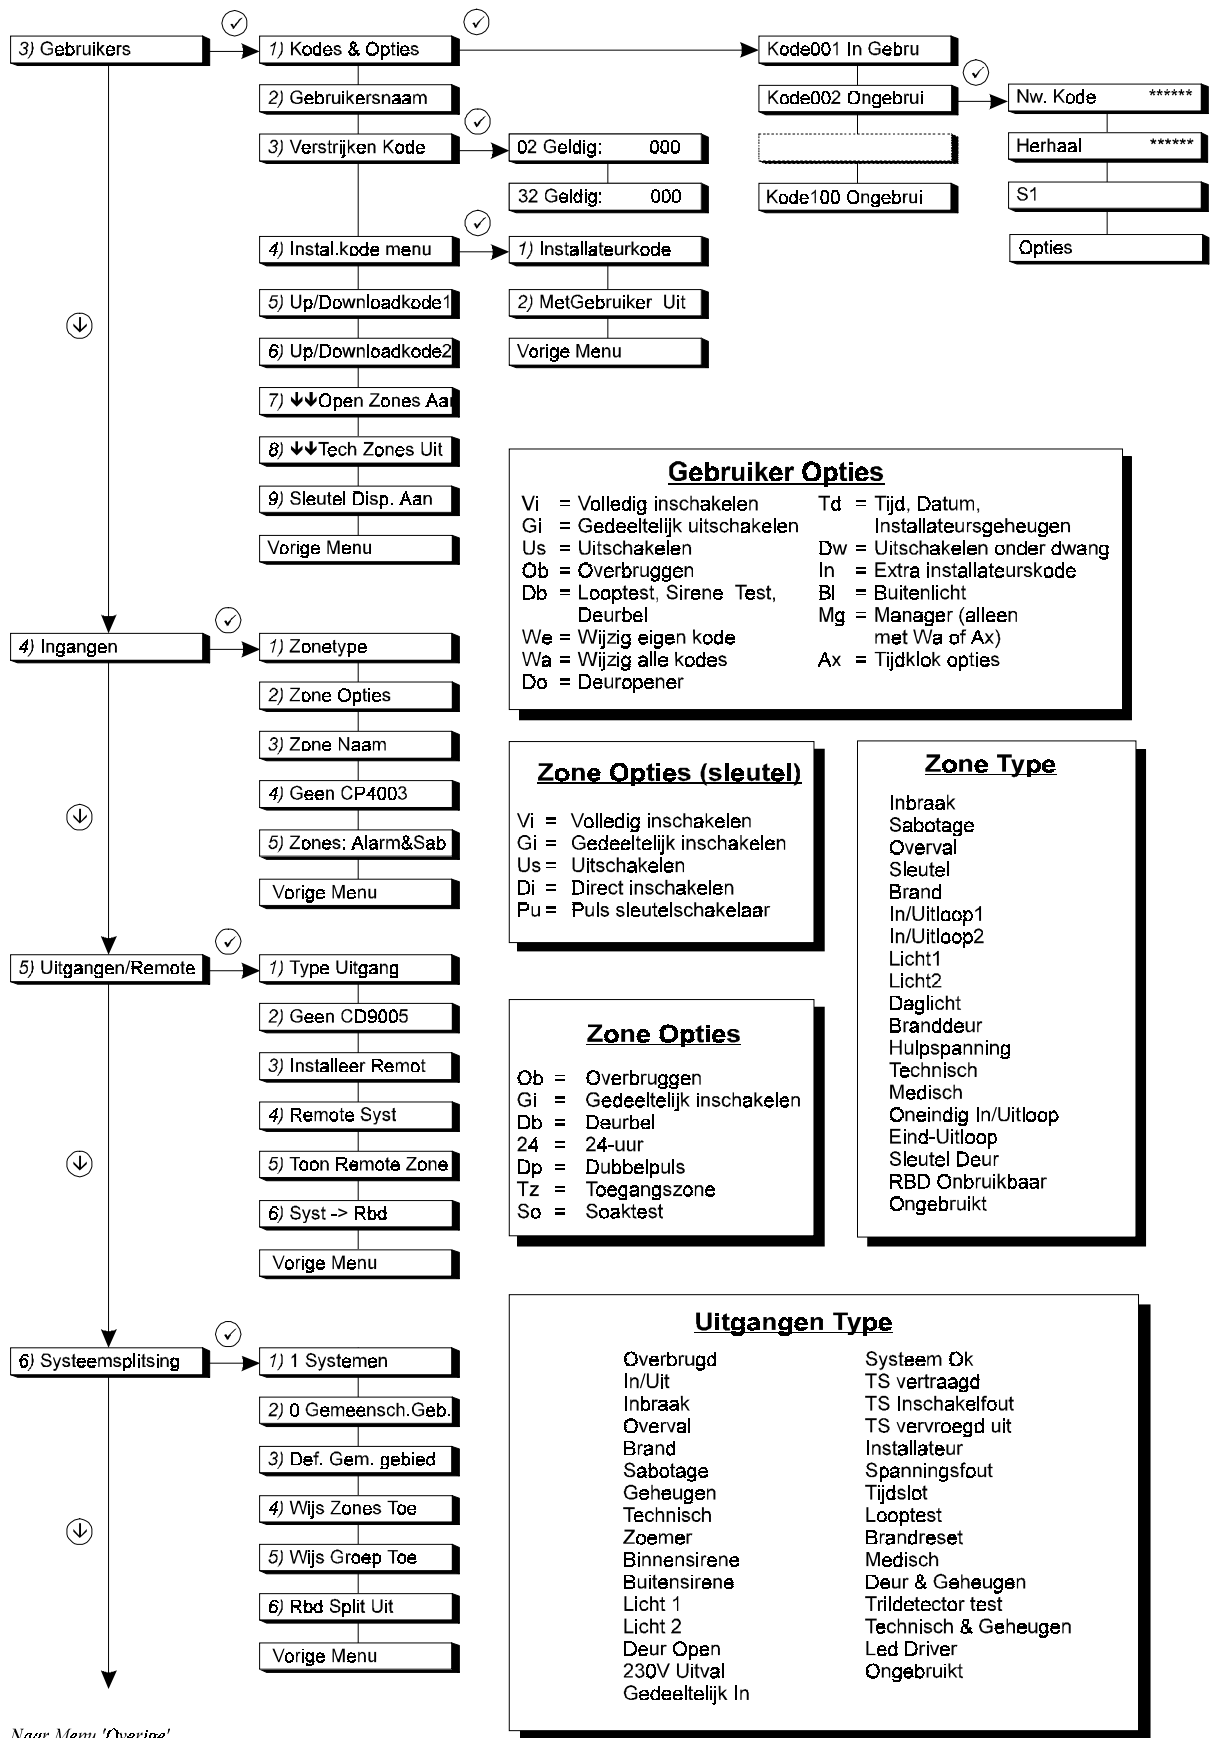 3) Gebruikers
1) Kodes & Opties
Kode001 In Gebru
2) Gebruikersnaam
Kode002 Ongebrui
Nw. Kode ******
3) Verstrijken Kode
02 Geldig: 000
Herhaal ******
32 Geldig: 000
Kode100 Ongebrui
S1
4) Instal.kode menu
1) Installateurkode
Opties
5) Up/Downloadkode1
2) MetGebruiker Uit
6) Up/Downloadkode2
Vorige Menu
7) ↓↓Open Zones Aan
8) ↓↓Tech Zones Uit
9) Sleutel Disp. Aan
Vorige Menu
Gebruiker Opties
Vi = Volledig inschakelen
Gi = Gedeeltelijk uitschakelen
Us = Uitschakelen
Ob = Overbruggen
Db = Looptest, Sirene Test,
Deurbel
We = Wijzig eigen kode
Wa = Wijzig alle kodes
Do = Deuropener
Td = Tijd, Datum,
Installateursgeheugen
Dw = Uitschakelen onder dwang
In = Extra installateurskode
Bl = Buitenlicht
Mg = Manager (alleen
met Wa of Ax)
Ax = Tijdklok opties
4) Ingangen
1) Zonetype
2) Zone Opties
3) Zone Naam
4) Geen CP4003
5) Zones: Alarm&Sab
Vorige Menu
Zone Opties (sleutel)
Vi = Volledig inschakelen
Gi = Gedeeltelijk inschakelen
Us = Uitschakelen
Di = Direct inschakelen
Pu = Puls sleutelschakelaar
Zone Type
Inbraak
Sabotage
Overval
Sleutel
Brand
In/Uitloop1
In/Uitloop2
Licht1
Licht2
Daglicht
Branddeur
Hulpspanning
Technisch
Medisch
Oneindig In/Uitloop
Eind-Uitloop
Sleutel Deur
RBD Onbruikbaar
Ongebruikt
5) Uitgangen/Remote
1) Type Uitgang
2) Geen CD9005
3) Installeer Remot
4) Remote Syst
5) Toon Remote Zone
6) Syst -> Rbd
Vorige Menu
Zone Opties
Ob = Overbruggen
Gi = Gedeeltelijk inschakelen
Db = Deurbel
24 = 24-uur
Dp = Dubbelpuls
Tz = Toegangszone
So = Soaktest
6) Systeemsplitsing
1) 1 Systemen
2) 0 Gemeensch.Geb.
3) Def. Gem. gebied
4) Wijs Zones Toe
5) Wijs Groep Toe
6) Rbd Split Uit
Vorige Menu
Uitgangen Type
Overbrugd
In/Uit
Inbraak
Overval
Brand
Sabotage
Geheugen
Technisch
Zoemer
Binnensirene
Buitensirene
Licht 1
Licht 2
Deur Open
230V Uitval
Gedeeltelijk In
Systeem Ok
TS vertraagd
TS Inschakelfout
TS vervroegd uit
Installateur
Spanningsfout
Tijdslot
Looptest
Brandreset
Medisch
Deur & Geheugen
Trildetector test
Technisch & Geheugen
Led Driver
Ongebruikt
Naar Menu 'Overige'